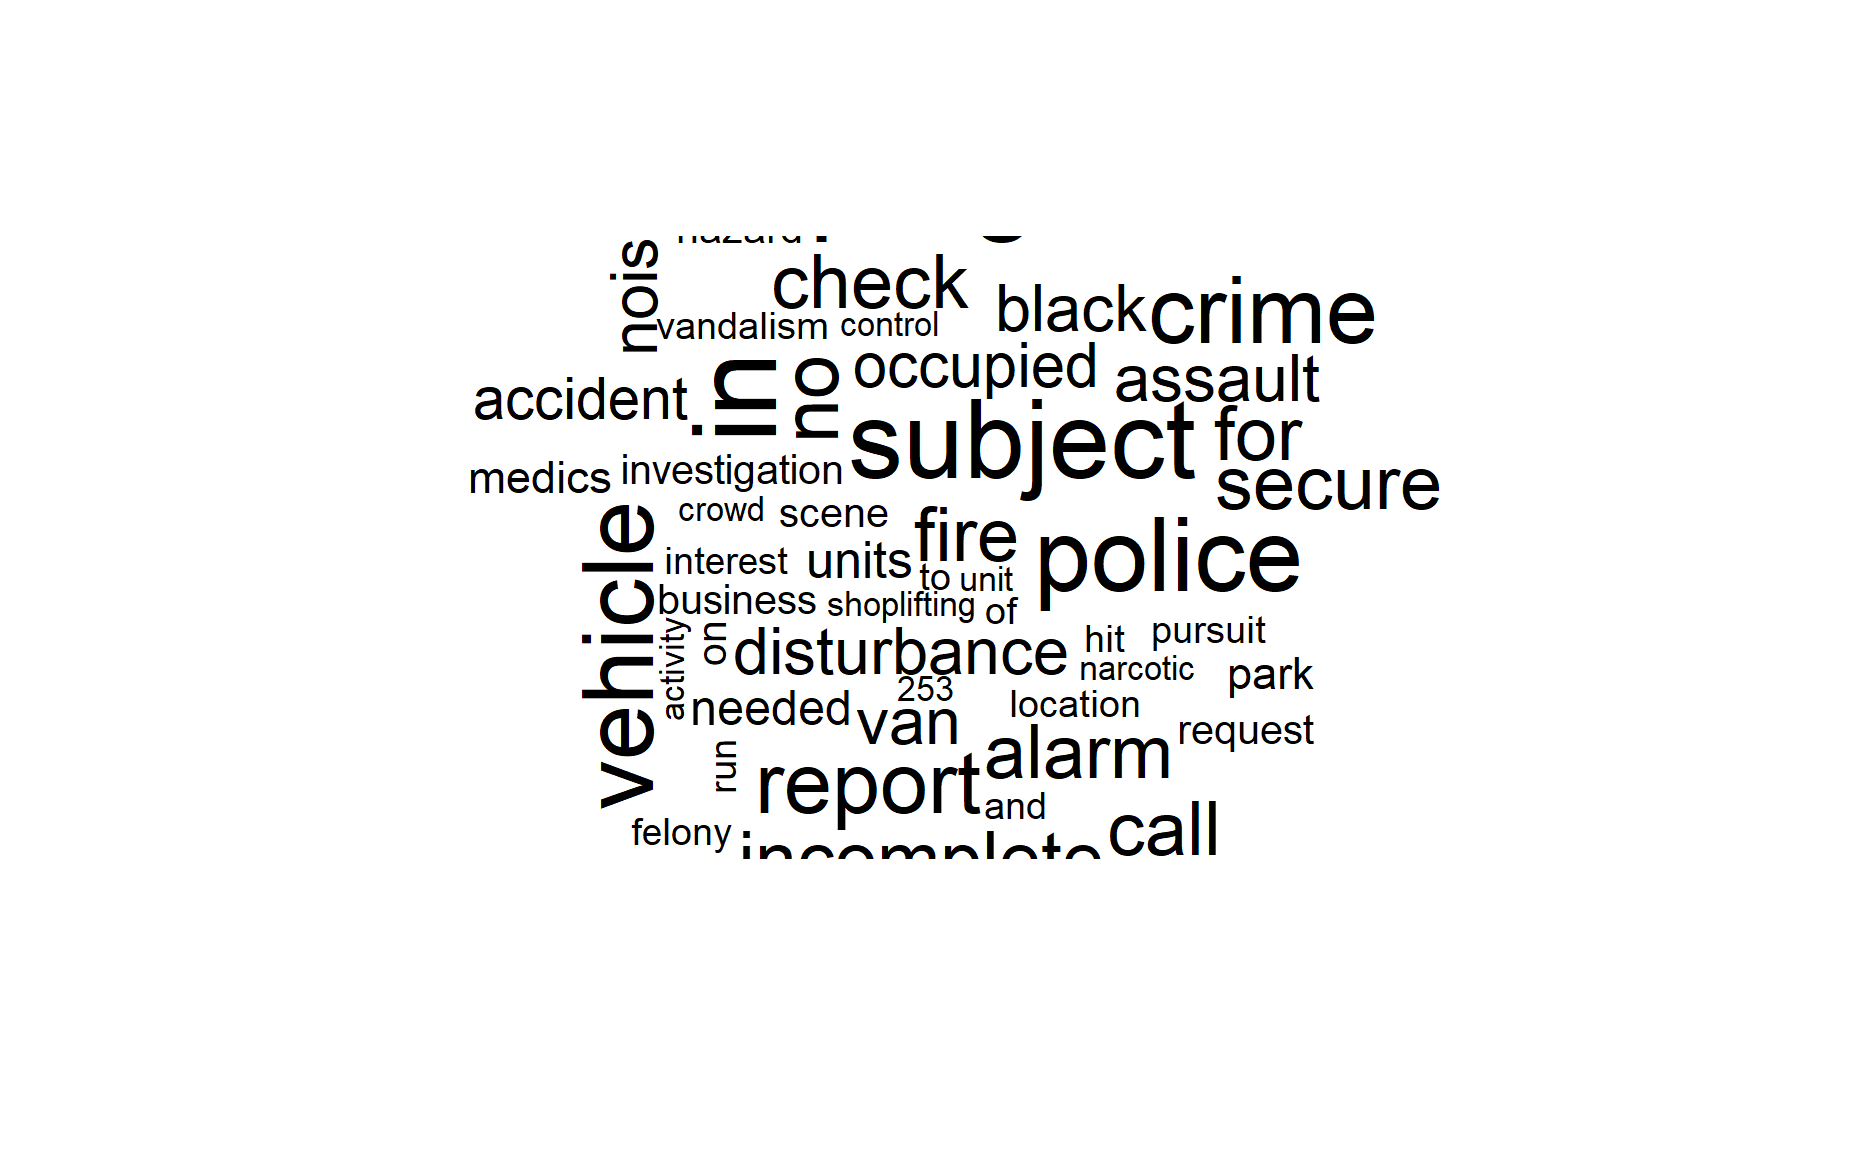 hazard
nois
check
black
crime
vandalism
control
in
no
occupied
assault
accident
subject
for
medics
investigation
secure
vehicle
crowd
scene
fire
police
interest
units
to
unit
business
shoplifting
of
activity
on
disturbance
hit
pursuit
narcotic
park
253
needed
van
location
request
run
report
alarm
and
call
felony
incomplete